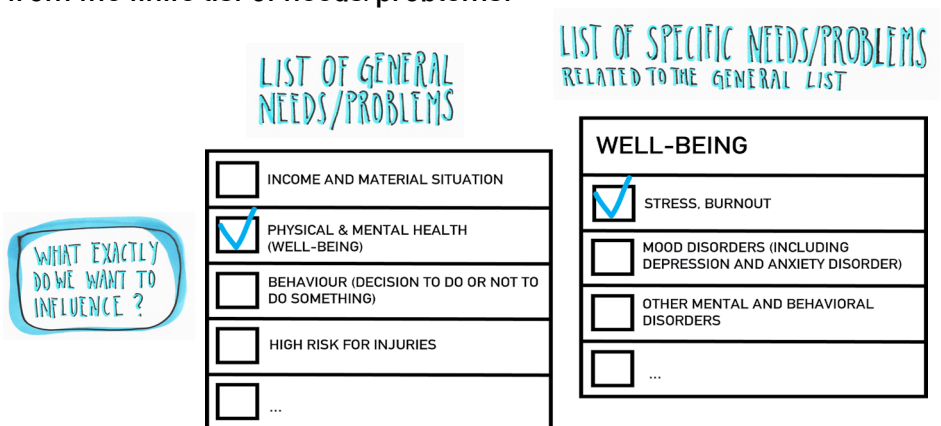 LIST OF GENERAL
NEEDS/PROBLEMS
LIST OF SPECIFIC NEEDS/PROBLEMS
RELATED TO THE GENERAL LIST
WHAT EXACTLY
DO WE WANT TO
INFLUENCE ?
INCOME AND MATERIAL SITUATION
PHYSICAL & MENTAL HEALTH
(WELL-BEING)
BEHAVIOUR (DECISION TO DO OR NOT TO
DO SOMETHING)
HIGH RISK FOR INJURIES
...
WELL-BEING
STRESS, BURNOUT
MOOD DISORDERS (INCLUDING
DEPRESSION AND ANXIETY DISORDER)
OTHER MENTAL AND BEHAVIORAL
DISORDERS
...